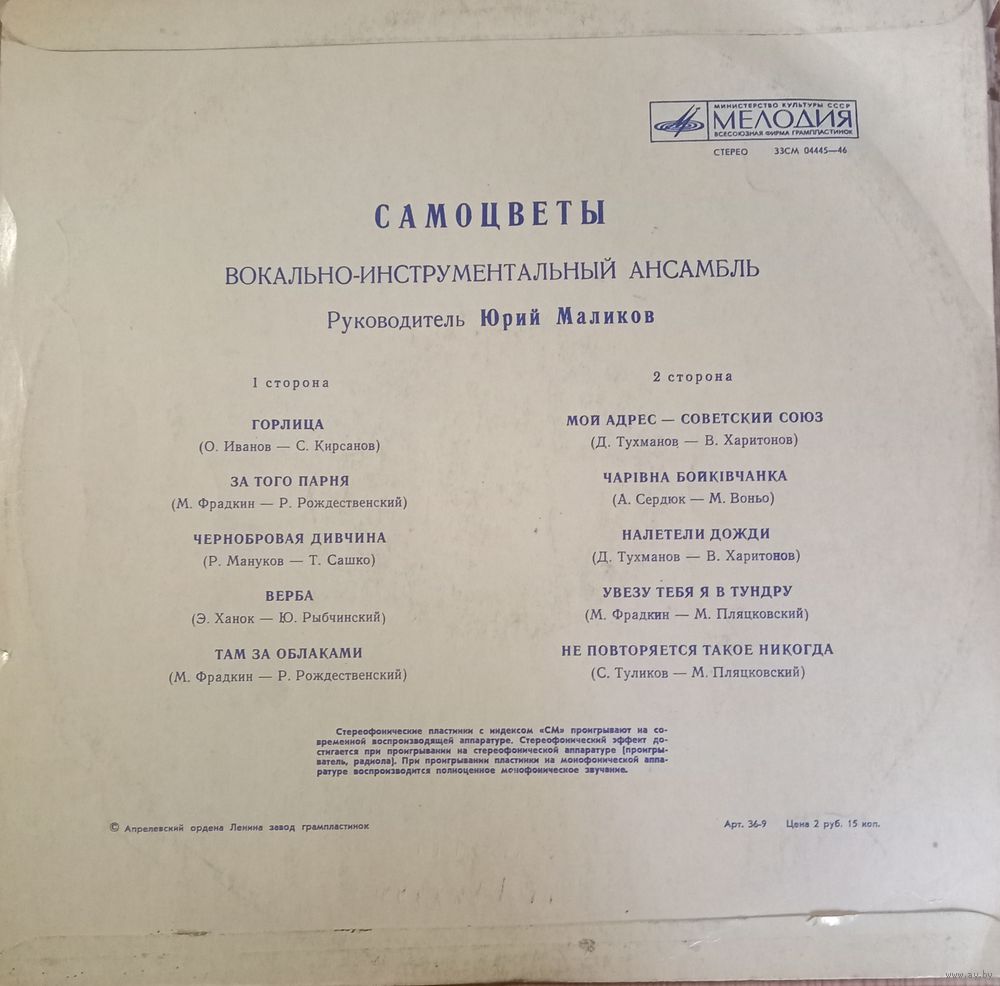 МИНИСТЕРСТВО КУЛЬТУРЫ СССР
МЕЛОДИЯ
ВСЕСОЮЗНАЯ ФИРМА ГРАМПЛАСТИНОК
СТЕРЕО 33СМ 04445—46
САМОЦВЕТЫ
ВОКАЛЬНО-ИНСТРУМЕНТАЛЬНЫЙ АНСАМБЛЬ
Руководитель Юрий Маликов
1 сторона
ГОРЛИЦА
(О. Иванов — С. Кирсанов)
ЗА ТОГО ПАРНЯ
(М. Фрадкин — Р. Рождественский)
ЧЕРНОБРОВАЯ ДИВЧИНА
(Р. Мануков — Т. Сашко)
ВЕРБА
(Э. Ханок — Ю. Рыбчинский)
ТАМ ЗА ОБЛАКАМИ
(М. Фрадкин — Р. Рождественский)
2 сторона
МОЙ АДРЕС — СОВЕТСКИЙ СОЮЗ
(Д. Тухманов — В. Харитонов)
ЧАРІВНА БОЙКІВЧАНКА
(А. Сердюк — М. Воньо)
НАЛЕТЕЛИ ДОЖДИ
(Д. Тухманов — В. Харитонов)
УВЕЗУ ТЕБЯ Я В ТУНДРУ
(М. Фрадкин — М. Пляцковский)
НЕ ПОВТОРЯЕТСЯ ТАКОЕ НИКОГДА
(С. Туликов — М. Пляцковский)
Стереофонические пластинки с индексом «СМ» проигрывают на со-
временной воспроизводящей аппаратуре. Стереофонический эффект до-
стигается при проигрывании на стереофонической аппаратуре [проигры-
ватель, радиола]. При проигрывании пластинки на монофонической аппа-
ратуре воспроизводится полноценное монофоническое звучание.
© Апрелевский ордена Ленина завод грампластинок
Арт. 36-9 Цена 2 руб. 15 коп.
www.ay.by